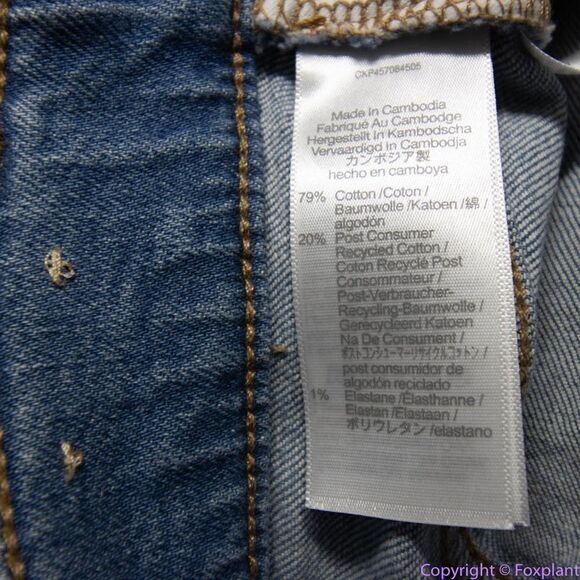 CKP457084505
Made In Cambodia
Fabriqué Au Cambodge
Hergestellt In Kambodscha
Vervaardigd In Cambodja
カンボジア製
hecho en camboya
79% Cotton /Coton /
Baumwolle /Katoen /綿 /
algodón
20% Post Consumer
Recycled Cotton /
Coton Recyclé Post
Consommateur /
Post-Verbraucher-
Recycling-Baumwolle /
Gerecycleerd Katoen
Na De Consument /
ポストコンシューマーリサイクルコットン /
post consumidor de
algodón reciclado
1% Elastane /Elasthanne /
Elastan /Elastaan /
ポリウレタン /elastano
Copyright © Foxplant